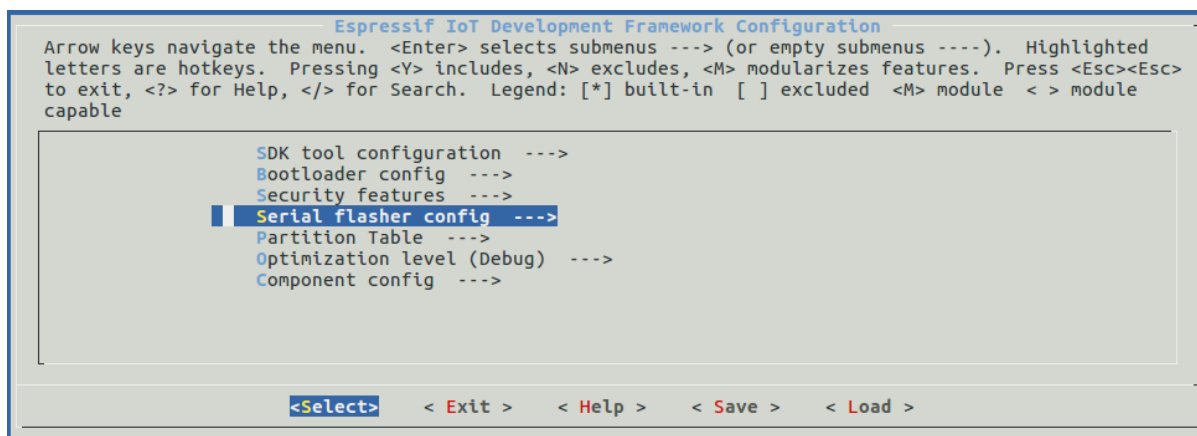 Espressif IoT Development Framework Configuration
Arrow keys navigate the menu.  <Enter> selects submenus ---> (or empty submenus ----).  Highlighted
letters are hotkeys.  Pressing <Y> includes, <N> excludes, <M> modularizes features.  Press <Esc><Esc>
to exit, <?> for Help, </> for Search.  Legend: [*] built-in  [ ] excluded  <M> module  < > module
capable
SDK tool configuration  --->
Bootloader config  --->
Security features  --->
Serial flasher config  --->
Partition Table  --->
Optimization level (Debug)  --->
Component config  --->
<Select>    < Exit >    < Help >    < Save >    < Load >